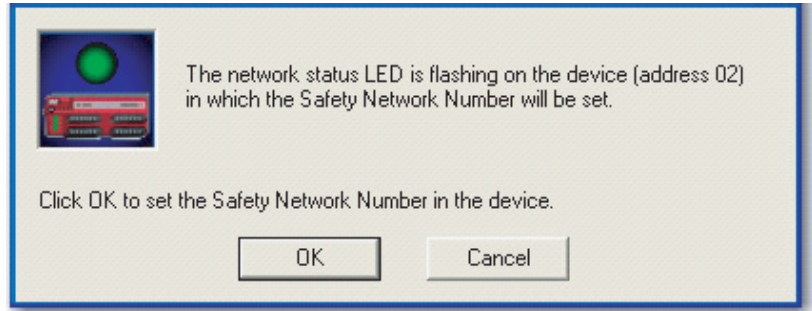 The network status LED is flashing on the device (address 02)
in which the Safety Network Number will be set.
Click OK to set the Safety Network Number in the device.
OK
Cancel